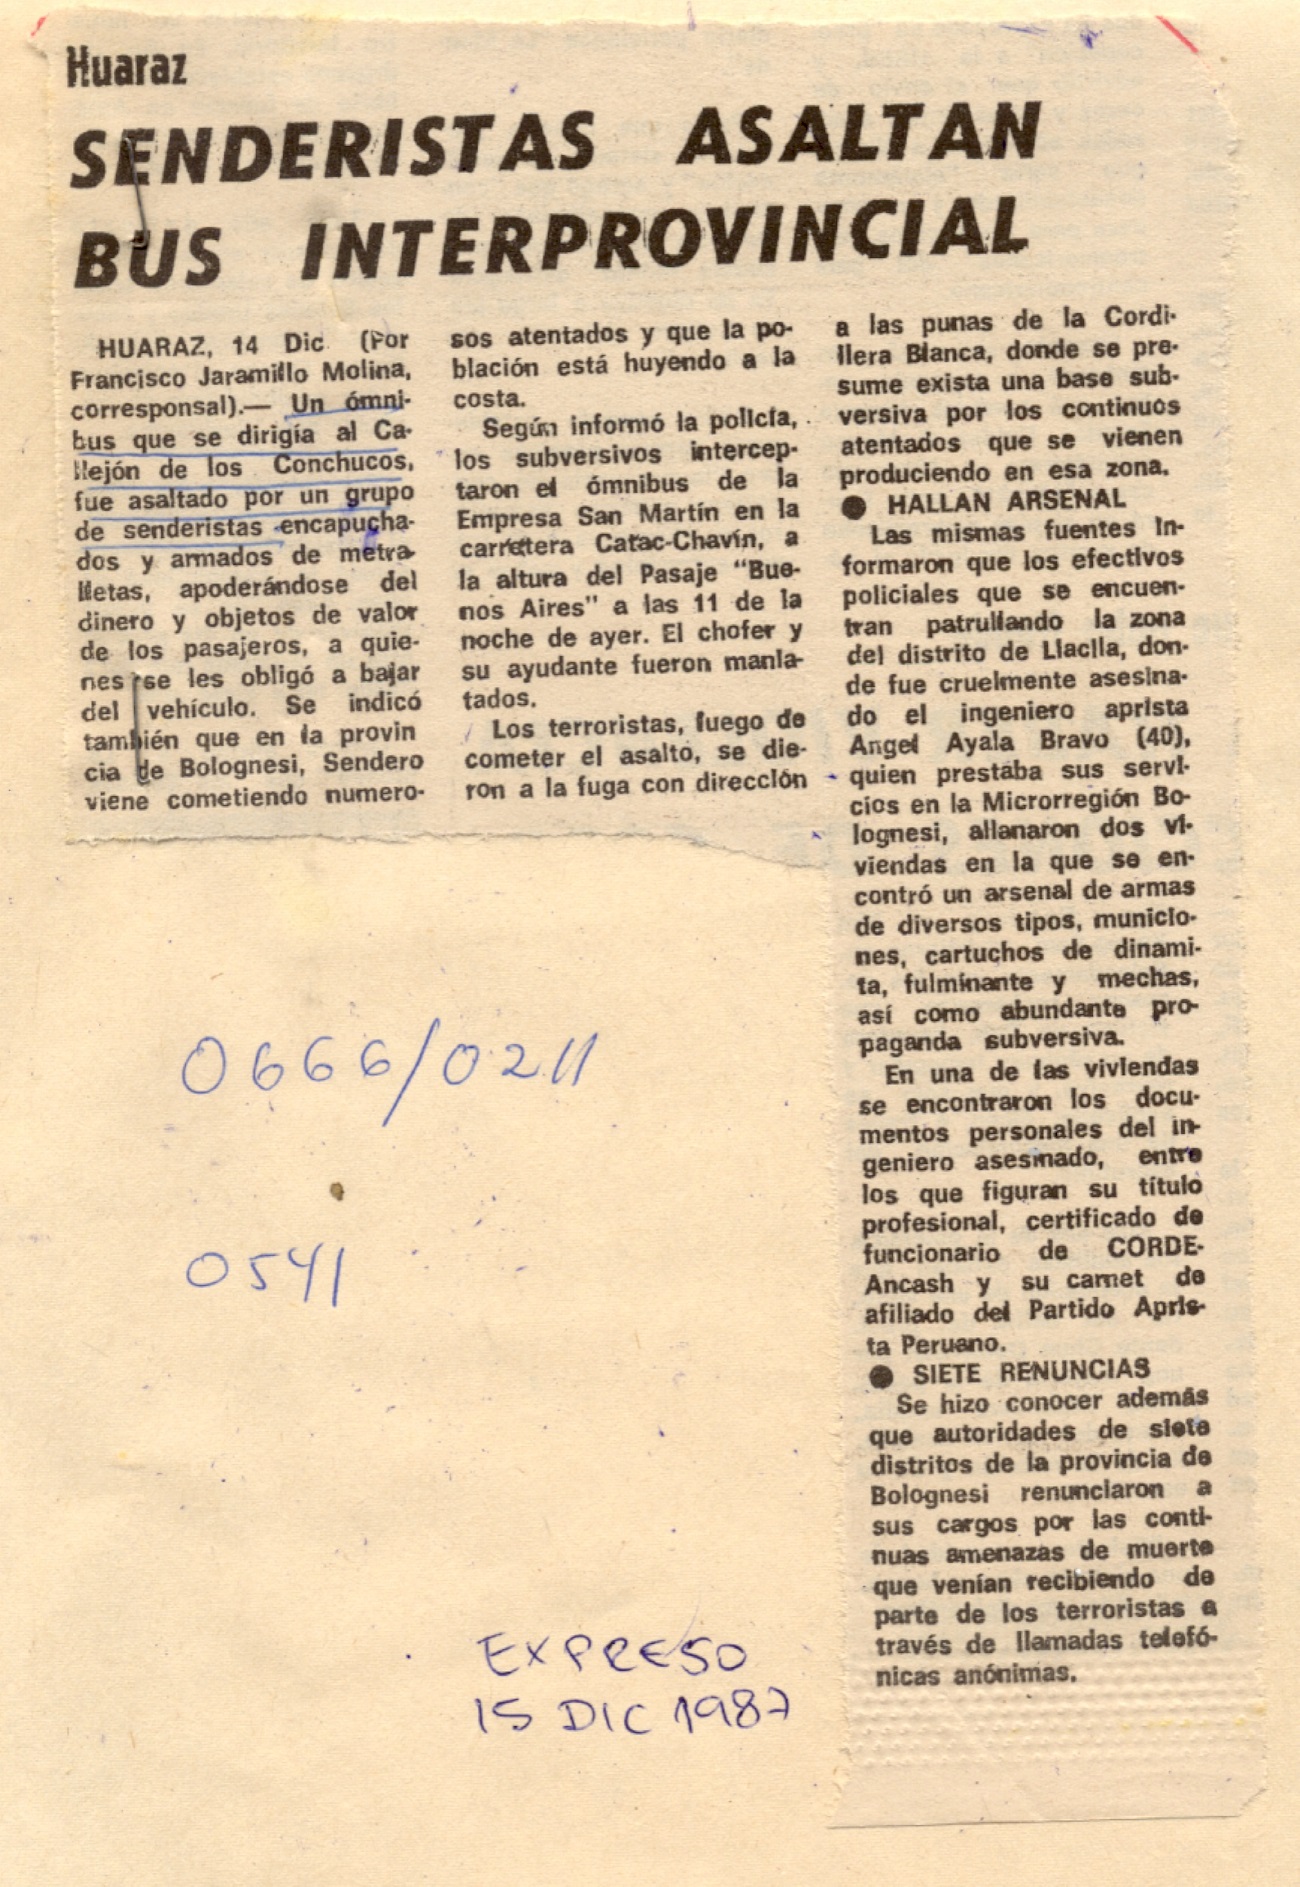 Huaraz
SENDERISTAS ASALTAN
BUS INTERPROVINCIAL
HUARAZ, 14 Dic (Por
Francisco Jaramillo Molina,
corresponsal).— Un ómni-
bus que se dirigía al Ca-
llejón de los Conchucos,
fue asaltado por un grupo
de senderistas encapucha-
dos y armados de metra-
lletas, apoderándose del
dinero y objetos de valor
de los pasajeros, a quie-
nes se les obligó a bajar
del vehículo. Se indicó
también que en la provin
cia de Bolognesi, Sendero
viene cometiendo numero-
sos atentados y que la po-
blación está huyendo a la
costa.
Según informó la policía,
los subversivos intercep-
taron el ómnibus de la
Empresa San Martín en la
carretera Catac-Chavín, a
la altura del Pasaje "Bue-
nos Aires" a las 11 de la
noche de ayer. El chofer y
su ayudante fueron mania-
tados.
Los terroristas, luego de
cometer el asalto, se die-
ron a la fuga con dirección
a las punas de la Cordi-
llera Blanca, donde se pre-
sume exista una base sub-
versiva por los continuos
atentados que se vienen
produciendo en esa zona.
● HALLAN ARSENAL
Las mismas fuentes in-
formaron que los efectivos
policiales que se encuen-
tran patrullando la zona
del distrito de Llaclla, don-
de fue cruelmente asesina-
do el ingeniero aprista
Angel Ayala Bravo (40),
quien prestaba sus servi-
cios en la Microrregión Bo-
lognesi, allanaron dos vi-
viendas en la que se en-
contró un arsenal de armas
de diversos tipos, municio-
nes, cartuchos de dinami-
ta, fulminante y mechas,
así como abundante pro-
paganda subversiva.
En una de las viviendas
se encontraron los docu-
mentos personales del in-
geniero asesinado, entre
los que figuran su título
profesional, certificado de
funcionario de CORDE-
Ancash y su carnet de
afiliado del Partido Apris-
ta Peruano.
● SIETE RENUNCIAS
Se hizo conocer además
que autoridades de siete
distritos de la provincia de
Bolognesi renunciaron a
sus cargos por las conti-
nuas amenazas de muerte
que venían recibiendo de
parte de los terroristas a
través de llamadas telefó-
nicas anónimas.
0666/0211
0541
EXPRESO
15 DIC 1987